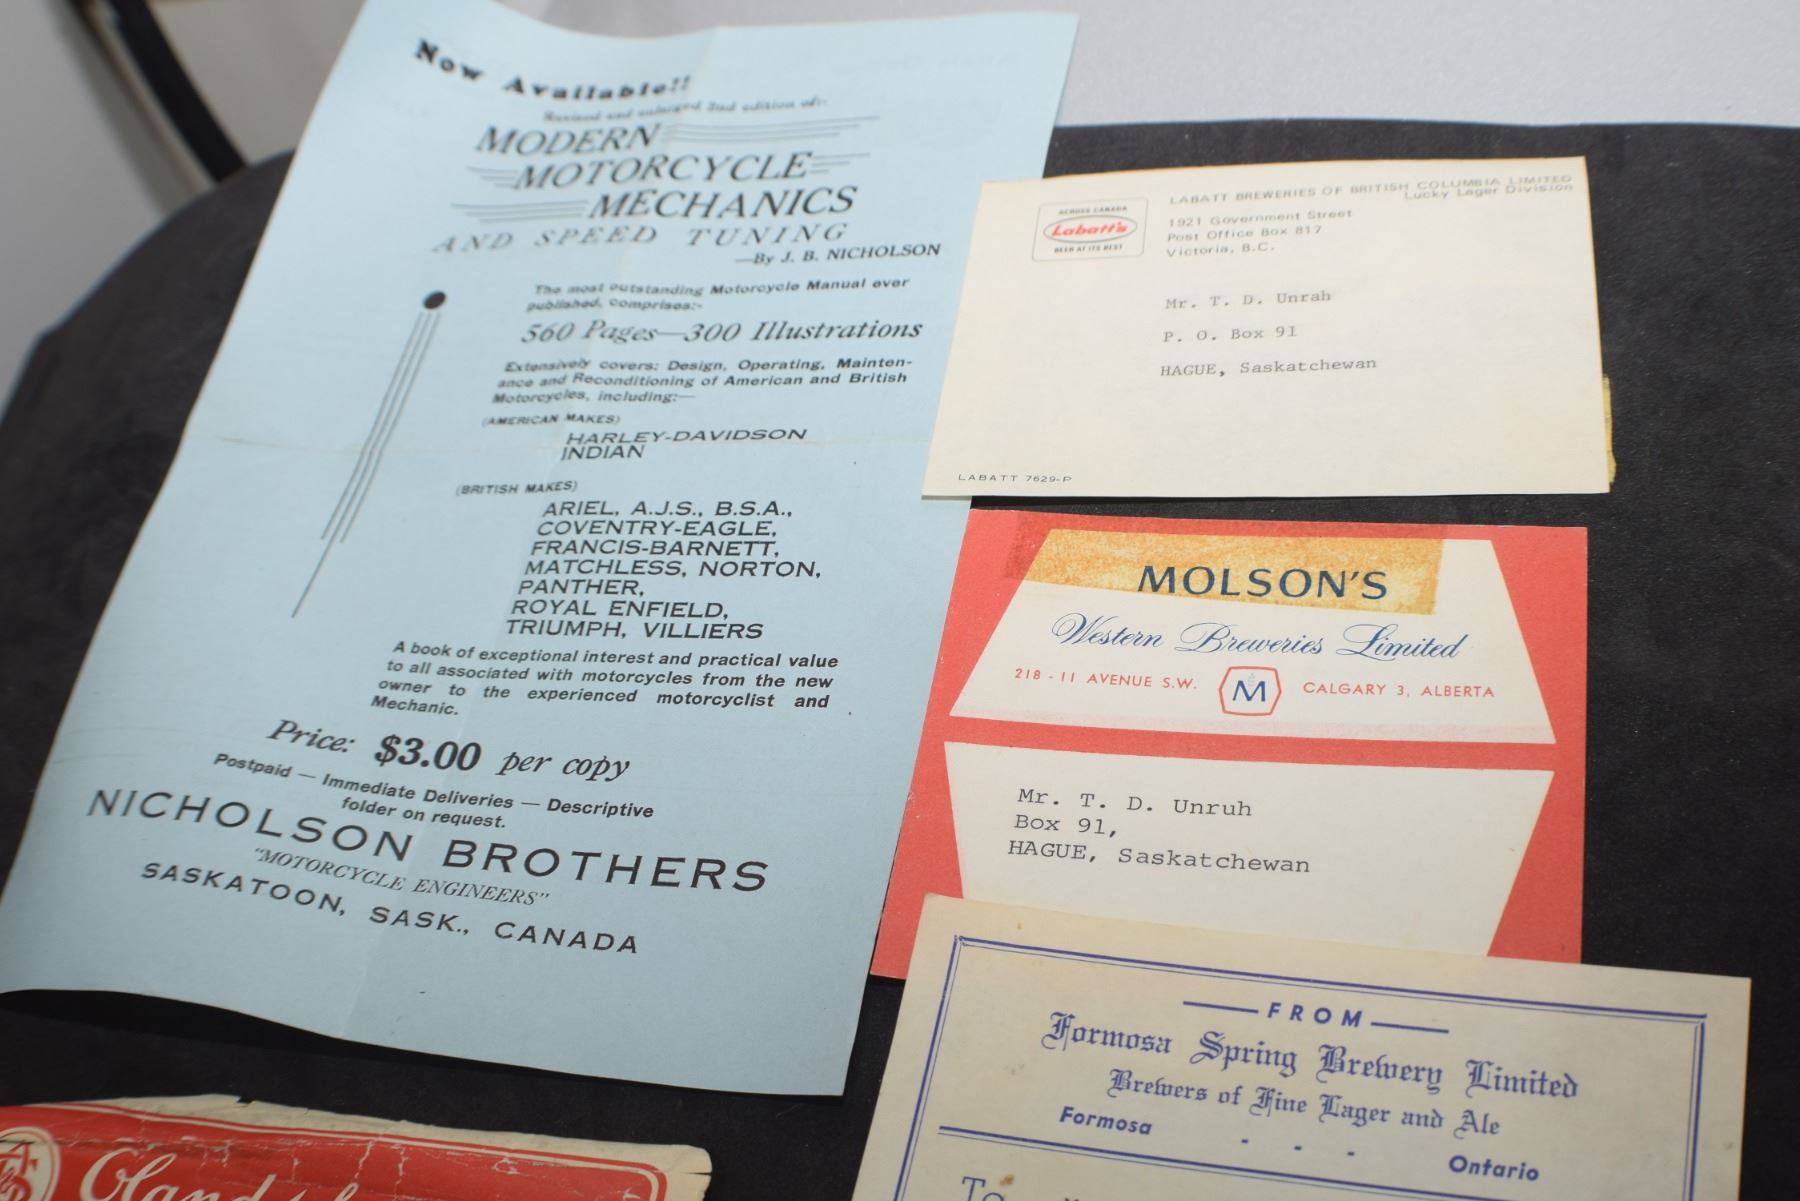 Now Available!!
Revised and enlarged 2nd edition of:-
MODERN
MOTORCYCLE
MECHANICS
AND SPEED TUNING
—By J. B. NICHOLSON
The most outstanding Motorcycle Manual ever
published, comprises:-
560 Pages—300 Illustrations
Extensively covers: Design, Operating, Mainten-
ance and Reconditioning of American and British
Motorcycles, including:—
(AMERICAN MAKES)
HARLEY-DAVIDSON
INDIAN
(BRITISH MAKES)
ARIEL, A.J.S., B.S.A.,
COVENTRY-EAGLE,
FRANCIS-BARNETT,
MATCHLESS, NORTON,
PANTHER,
ROYAL ENFIELD,
TRIUMPH, VILLIERS
A book of exceptional interest and practical value
to all associated with motorcycles from the new
owner to the experienced motorcyclist and
Mechanic.
Price: $3.00 per copy
Postpaid — Immediate Deliveries — Descriptive
folder on request.
NICHOLSON BROTHERS
"MOTORCYCLE ENGINEERS"
SASKATOON, SASK., CANADA
ACROSS CANADA
Labatt's
BEER AT ITS BEST
LABATT BREWERIES OF BRITISH COLUMBIA LIMITED
Lucky Lager Division
1921 Government Street
Post Office Box 817
Victoria, B.C.
Mr. T. D. Unrah
P. O. Box 91
HAGUE, Saskatchewan
LABATT 7629-P
MOLSON'S
Western Breweries Limited
218 - 11 AVENUE S.W. M CALGARY 3, ALBERTA
Mr. T. D. Unruh
Box 91,
HAGUE, Saskatchewan
FROM
Formosa Spring Brewery Limited
Brewers of Fine Lager and Ale
Formosa - - - Ontario
To